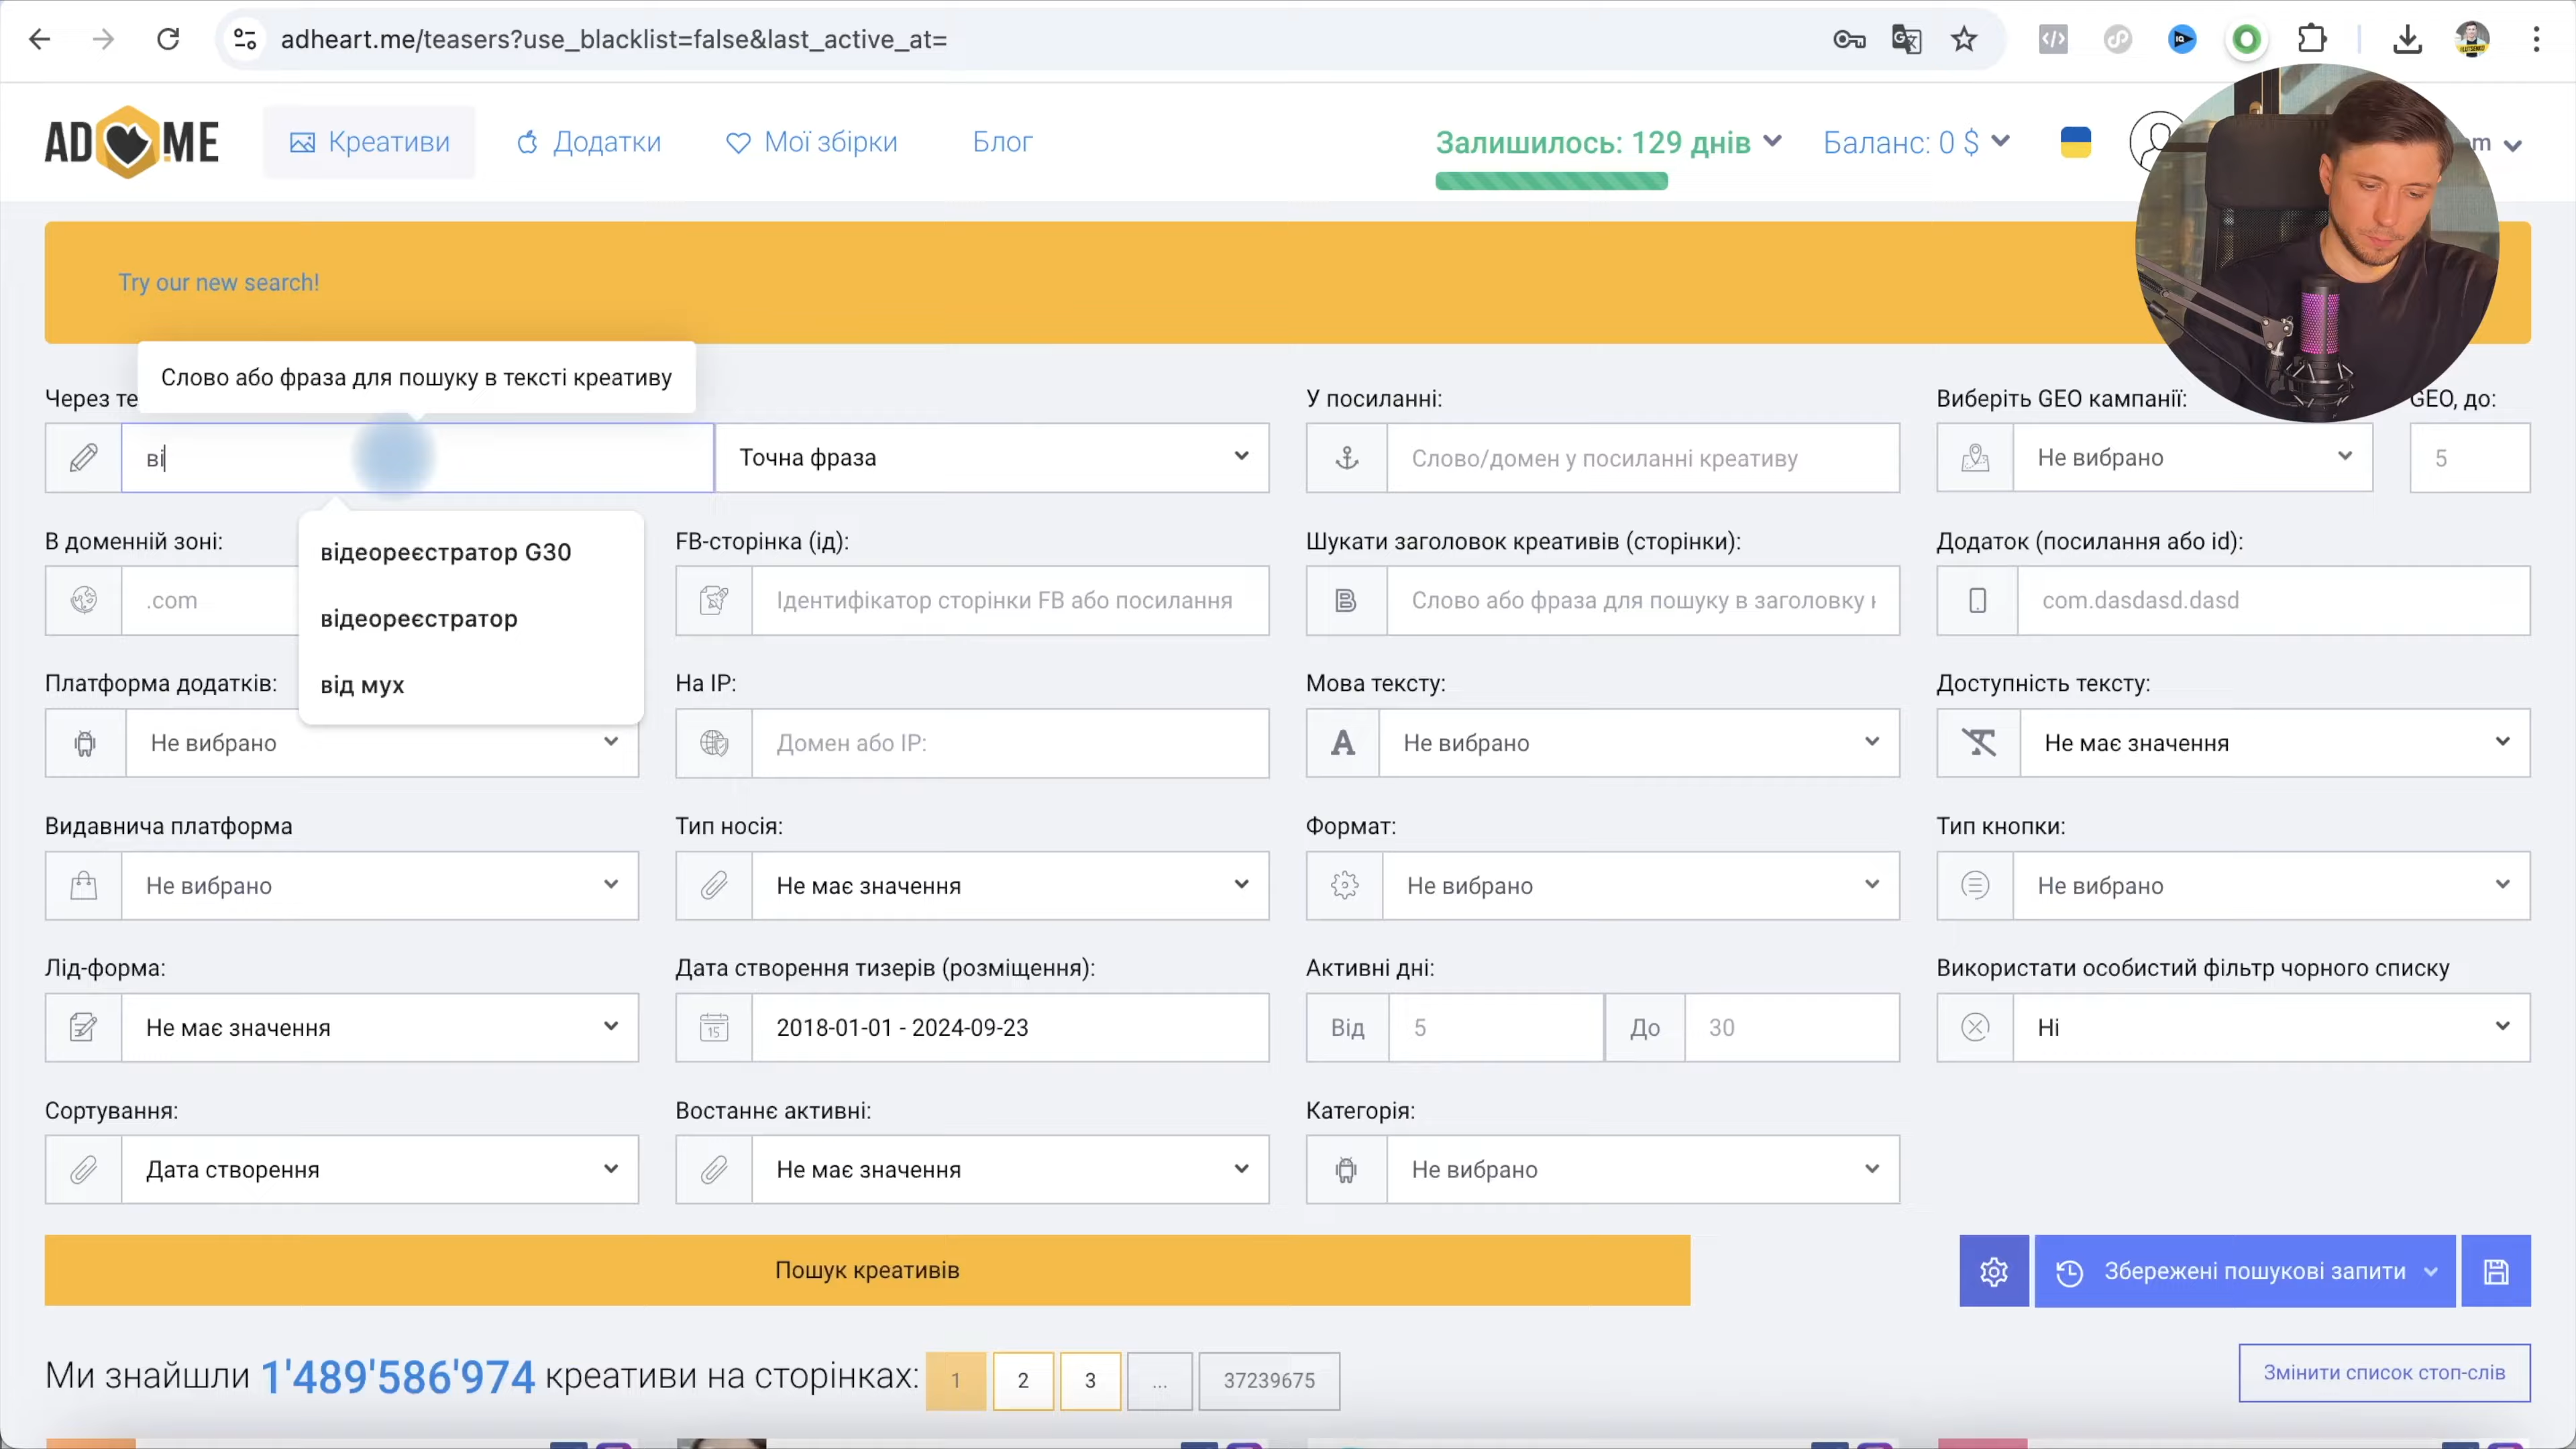 adheart.me/teasers?use_blacklist=false&last_active_at=
AD ME
Креативи
Додатки
Мої збірки
Блог
Залишилось: 129 днів
Баланс: 0 $
m
Try our new search!
Слово або фраза для пошуку в тексті креативу
Через те
У посиланні:
Виберіть GEO кампанії:
GEO, до:
ві
Точна фраза
Слово/домен у посиланні креативу
Не вибрано
5
відеореєстратор G30
відеореєстратор
від мух
В доменній зоні:
FB-сторінка (ід):
Шукати заголовок креативів (сторінки):
Додаток (посилання або id):
.com
Ідентифікатор сторінки FB або посилання
Слово або фраза для пошуку в заголовку
com.dasdasd.dasd
Платформа додатків:
На IP:
Мова тексту:
Доступність тексту:
Не вибрано
Домен або IP:
Не вибрано
Не має значення
Видавнича платформа
Тип носія:
Формат:
Тип кнопки:
Не вибрано
Не має значення
Не вибрано
Не вибрано
Лід-форма:
Дата створення тизерів (розміщення):
Активні дні:
Використати особистий фільтр чорного списку
Не має значення
15
2018-01-01 - 2024-09-23
Від
5
До
30
Ні
Сортування:
Востаннє активні:
Категорія:
Дата створення
Не має значення
Не вибрано
Пошук креативів
Збережені пошукові запити
Ми знайшли 1'489'586'974 креативи на сторінках:
1
2
3
...
37239675
Змінити список стоп-слів